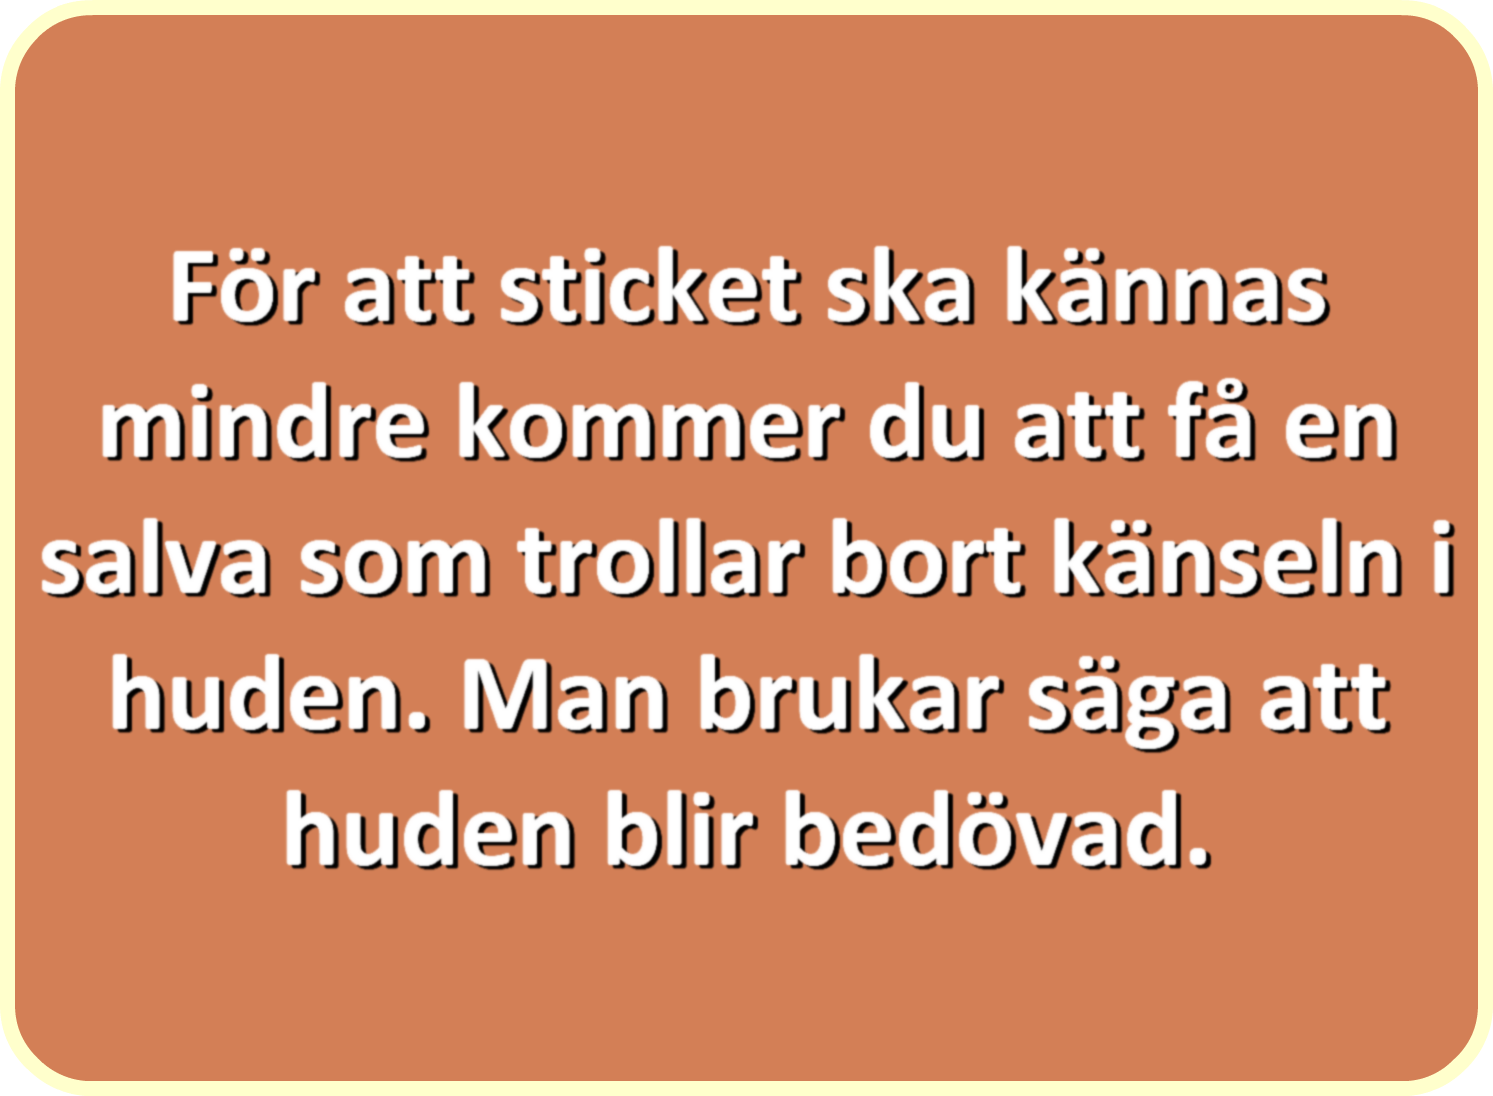 För att sticket ska kännas
mindre kommer du att få en
salva som trollar bort känseln i
huden. Man brukar säga att
huden blir bedövad.